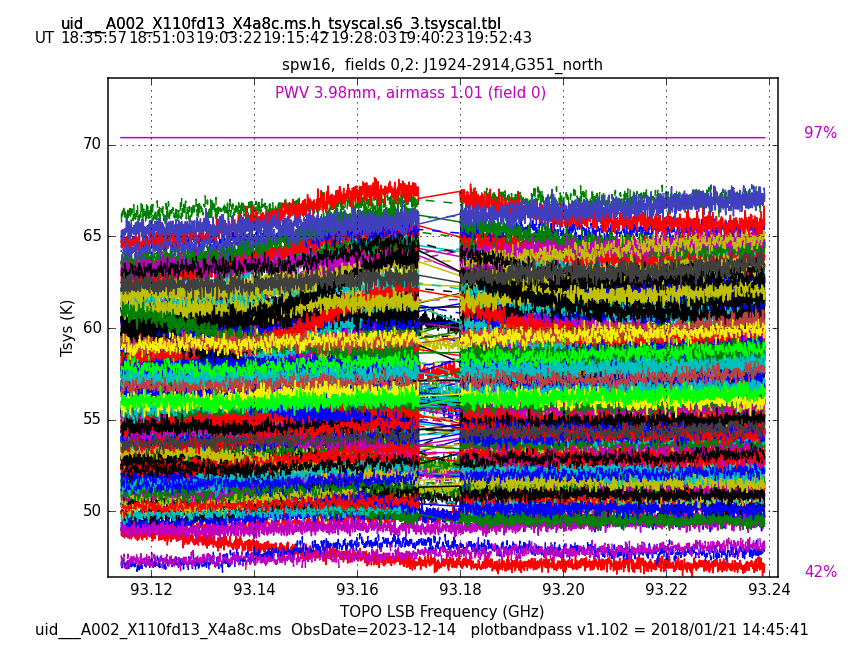 uid___A002_X110fd13_X4a8c.ms.h_tsyscal.s6_3.tsyscal.tbl
UT 18:35:57 18:51:03 19:03:22 19:15:42 19:28:03 19:40:23 19:52:43
spw16, fields 0,2: J1924-2914,G351_north
PWV 3.98mm, airmass 1.01 (field 0)
97%
70
65
60
55
50
Tsys (K)
42%
93.12 93.14 93.16 93.18 93.20 93.22 93.24
TOPO LSB Frequency (GHz)
uid___A002_X110fd13_X4a8c.ms ObsDate=2023-12-14 plotbandpass v1.102 = 2018/01/21 14:45:41